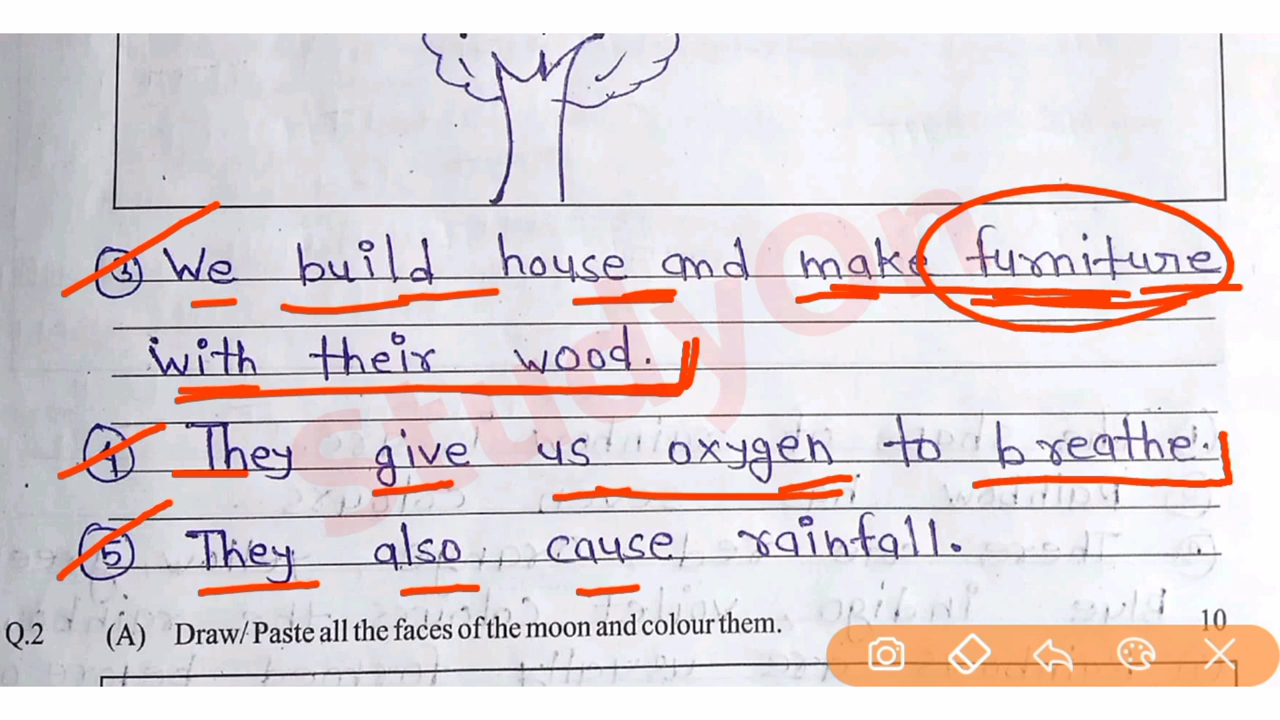 ③ We build house and make furniture
with their wood.
④ They give us oxygen to breathe.
⑤ They also cause rainfall.
Q.2 (A) Draw/ Paste all the faces of the moon and colour them. 10
studyon